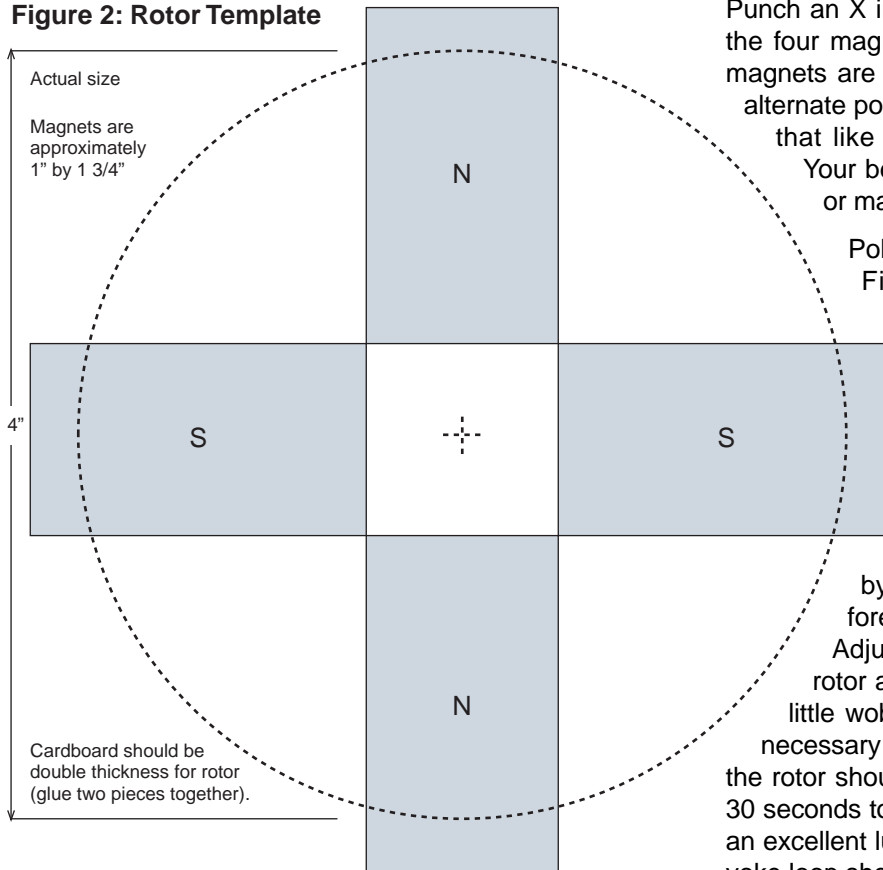 Figure 2: Rotor Template
Actual size
Magnets are
approximately
1” by 1 3/4”
4”
N
S
S
N
Cardboard should be
double thickness for rotor
(glue two pieces together).
Punch an X i
the four mag
magnets are
alternate po
that like
Your be
or ma
Pol
Fi
by
fore
Adju
rotor a
little wob
necessary
the rotor shou
30 seconds to
an excellent lu